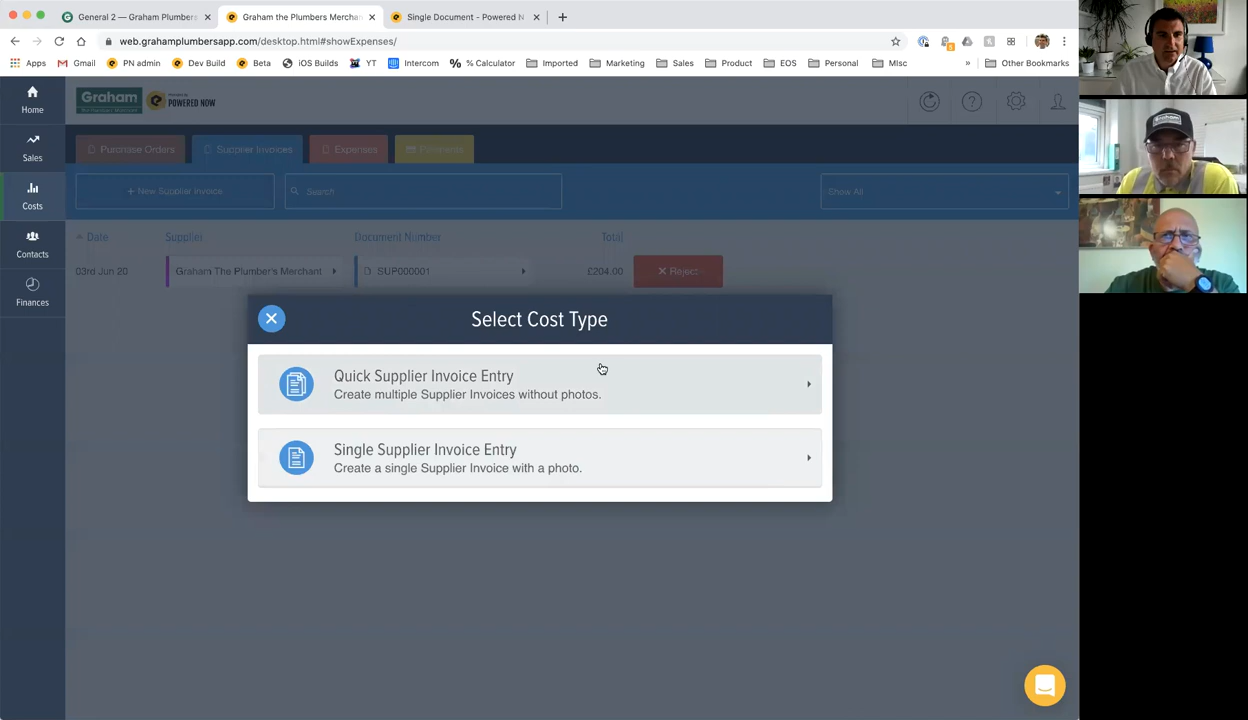 General 2 — Graham Plumbers
Graham the Plumbers Merchan
Single Document - Powered N
web.grahamplumbersapp.com/desktop.html#showExpenses/
Apps
Gmail
PN admin
Dev Build
Beta
iOS Builds
YT
Intercom
% Calculator
Imported
Marketing
Sales
Product
EOS
Personal
MIsc
»
Other Bookmarks
Home
Sales
Costs
Contacts
Finances
Graham
POWERED NOW
Purchase Orders
Supplier Invoices
Expenses
Payments
+ New Supplier Invoice
Search
Show All
Date Supplier Document Number Total
03rd Jun 20 Graham The Plumber's Merchant SUP000001 £204.00 Reject
Select Cost Type
Quick Supplier Invoice Entry
Create multiple Supplier Invoices without photos.
Single Supplier Invoice Entry
Create a single Supplier Invoice with a photo.